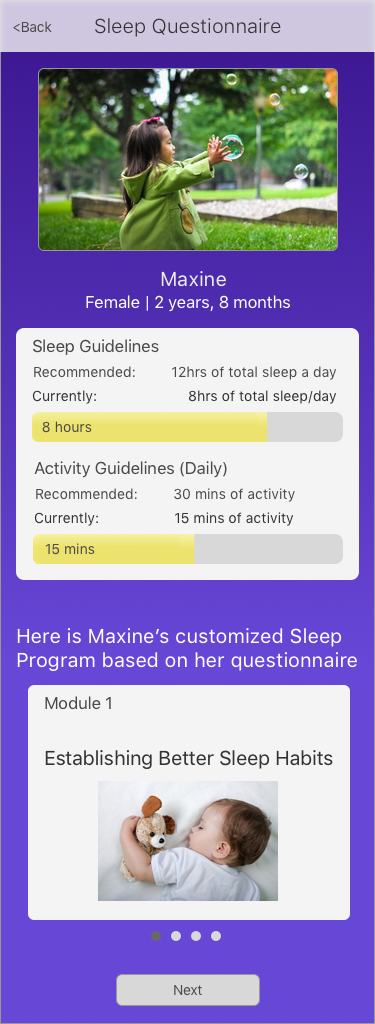 <Back Sleep Questionnaire
Maxine
Female | 2 years, 8 months
Sleep Guidelines
Recommended: 12hrs of total sleep a day
Currently: 8hrs of total sleep/day
8 hours
Activity Guidelines (Daily)
Recommended: 30 mins of activity
Currently: 15 mins of activity
15 mins
Here is Maxine’s customized Sleep
Program based on her questionnaire
Module 1
Establishing Better Sleep Habits
Next